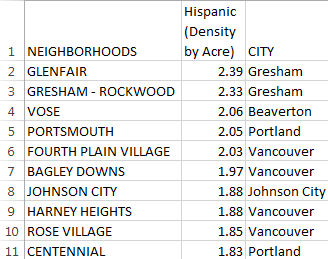 Hispanic
(Density
1 NEIGHBORHOODS by Acre) CITY
2 GLENFAIR 2.39 Gresham
3 GRESHAM - ROCKWOOD 2.33 Gresham
4 VOSE 2.06 Beaverton
5 PORTSMOUTH 2.05 Portland
6 FOURTH PLAIN VILLAGE 2.03 Vancouver
7 BAGLEY DOWNS 1.97 Vancouver
8 JOHNSON CITY 1.88 Johnson City
9 HARNEY HEIGHTS 1.88 Vancouver
10 ROSE VILLAGE 1.85 Vancouver
11 CENTENNIAL 1.83 Portland